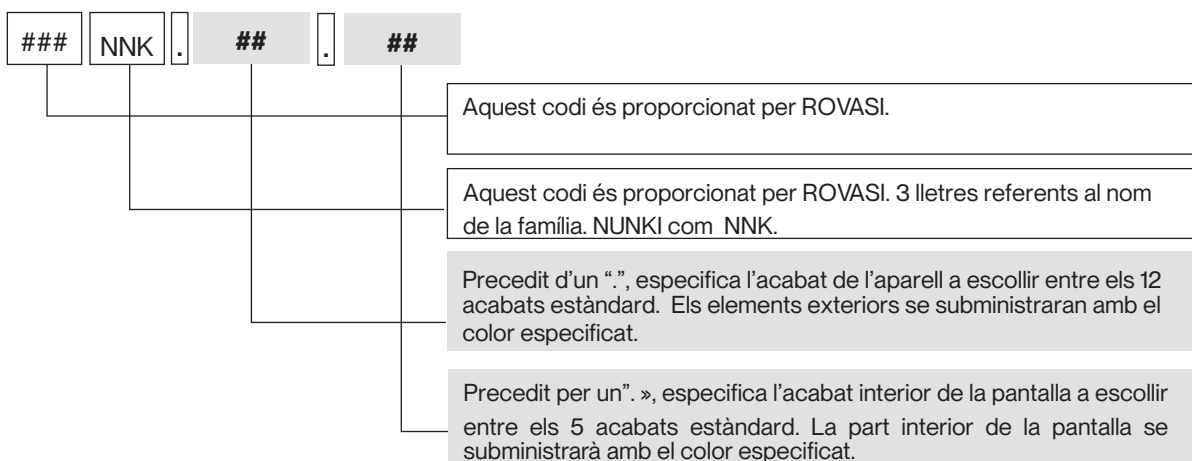 ### NNK . ## . ##
Aquest codi és proporcionat per ROVASI.
Aquest codi és proporcionat per ROVASI. 3 lletres referents al nom
de la família. NUNKI com  NNK.
Precedit d’un “.”, especifica l’acabat de l’aparell a escollir entre els 12
acabats estàndard.  Els elements exteriors se subministraran amb el
color especificat.
Precedit per un”. », especifica l’acabat interior de la pantalla a escollir
entre els 5 acabats estàndard. La part interior de la pantalla se
subministrarà amb el color especificat.